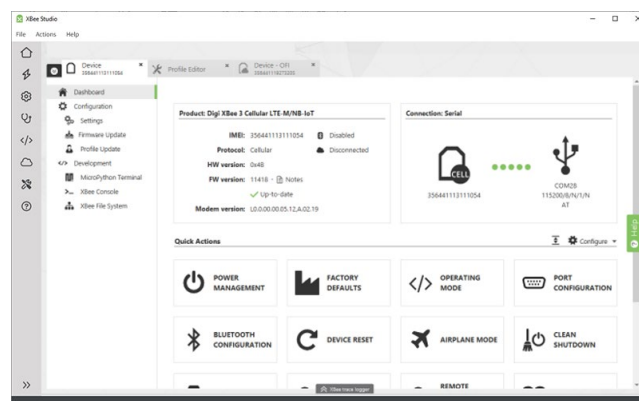 XBee Studio
File Actions Help
Device
356441113111054
Profile Editor
Device - OFI
Dashboard
Configuration
Settings
Firmware Update
Profile Update
Development
MicroPython Terminal
XBee Console
XBee File System
Product: Digi XBee 3 Cellular LTE-M/NB-IoT
IMEI: 356441113111054 Disabled
Protocol: Cellular Disconnected
HW version: 0x48
FW version: 11418 - Notes
Up-to-date
Modem version: L0.0.00.00.05.12,A.02.19
Connection: Serial
CELL
356441113111054
COM28
115200/8/N/1/N
AT
Help
Quick Actions
Configure
POWER MANAGEMENT
FACTORY DEFAULTS
OPERATING MODE
PORT CONFIGURATION
BLUETOOTH CONFIGURATION
DEVICE RESET
AIRPLANE MODE
CLEAN SHUTDOWN
REMOTE
XBee trace logger